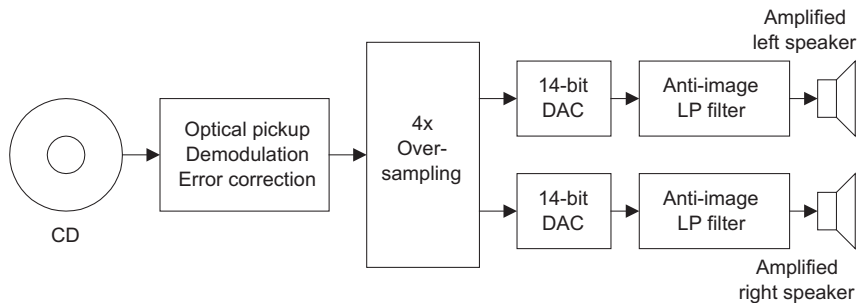 Amplified
left speaker
14-bit
DAC
Anti-image
LP filter
Optical pickup
Demodulation
Error correction
4x
Over-
sampling
CD
14-bit
DAC
Anti-image
LP filter
Amplified
right speaker